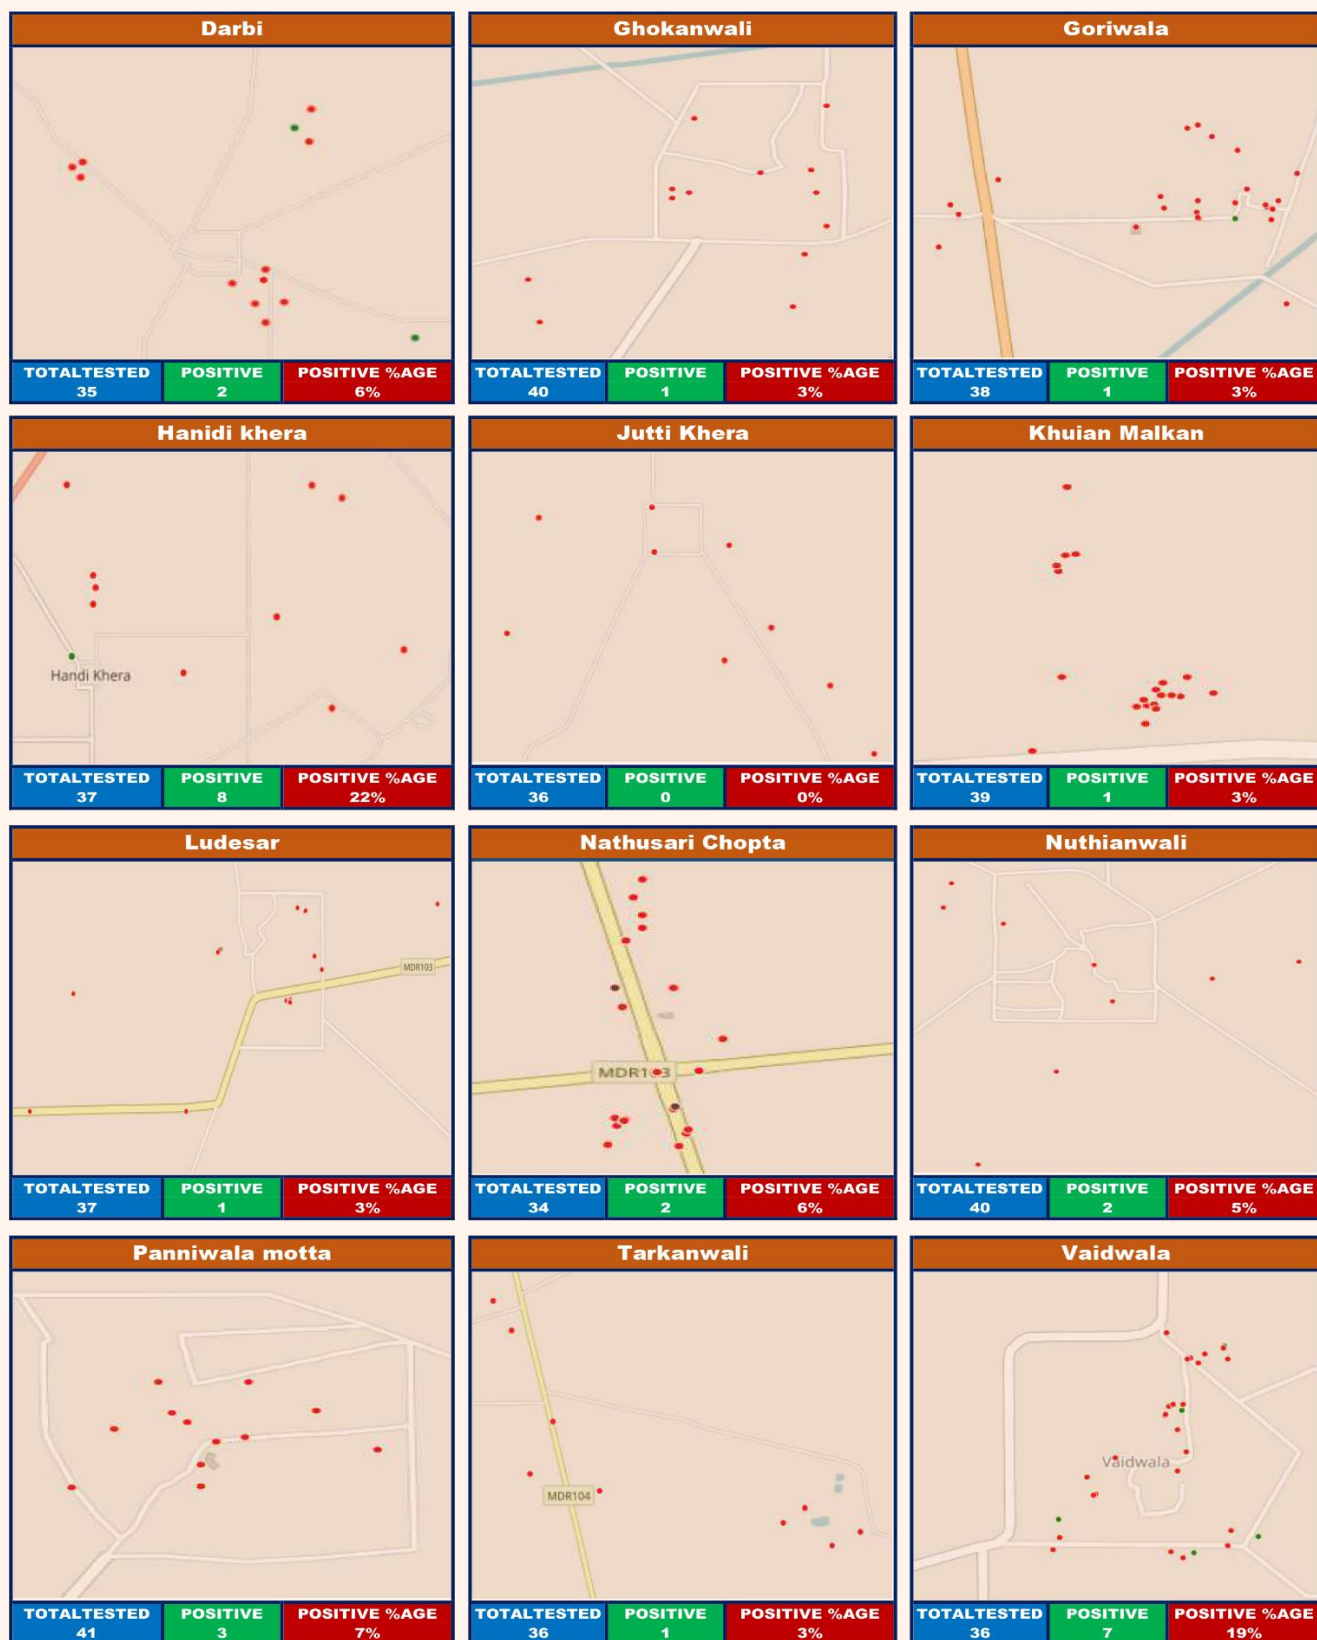 Darbi
TOTALTESTED POSITIVE POSITIVE %AGE
35 2 6%
Ghokanwali
TOTALTESTED POSITIVE POSITIVE %AGE
40 1 3%
Goriwala
TOTALTESTED POSITIVE POSITIVE %AGE
38 1 3%
Hanidi khera
Handi Khera
TOTALTESTED POSITIVE POSITIVE %AGE
37 8 22%
Jutti Khera
TOTALTESTED POSITIVE POSITIVE %AGE
36 0 0%
Khuian Malkan
TOTALTESTED POSITIVE POSITIVE %AGE
39 1 3%
Ludesar
MDR103
TOTALTESTED POSITIVE POSITIVE %AGE
37 1 3%
Nathusari Chopta
MDR103
TOTALTESTED POSITIVE POSITIVE %AGE
34 2 6%
Nuthianwali
TOTALTESTED POSITIVE POSITIVE %AGE
40 2 5%
Panniwala motta
TOTALTESTED POSITIVE POSITIVE %AGE
41 3 7%
Tarkanwali
MDR104
TOTALTESTED POSITIVE POSITIVE %AGE
36 1 3%
Vaidwala
Vaidwala
TOTALTESTED POSITIVE POSITIVE %AGE
36 7 19%